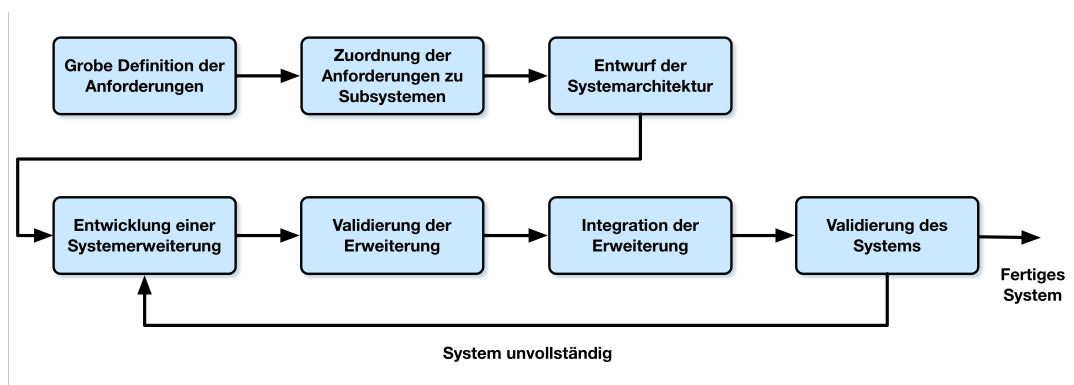 Grobe Definition der
Anforderungen
Zuordnung der
Anforderungen zu
Subsystemen
Entwurf der
Systemarchitektur
Entwicklung einer
Systemerweiterung
Validierung der
Erweiterung
Integration der
Erweiterung
Validierung des
Systems
Fertiges
System
System unvollständig